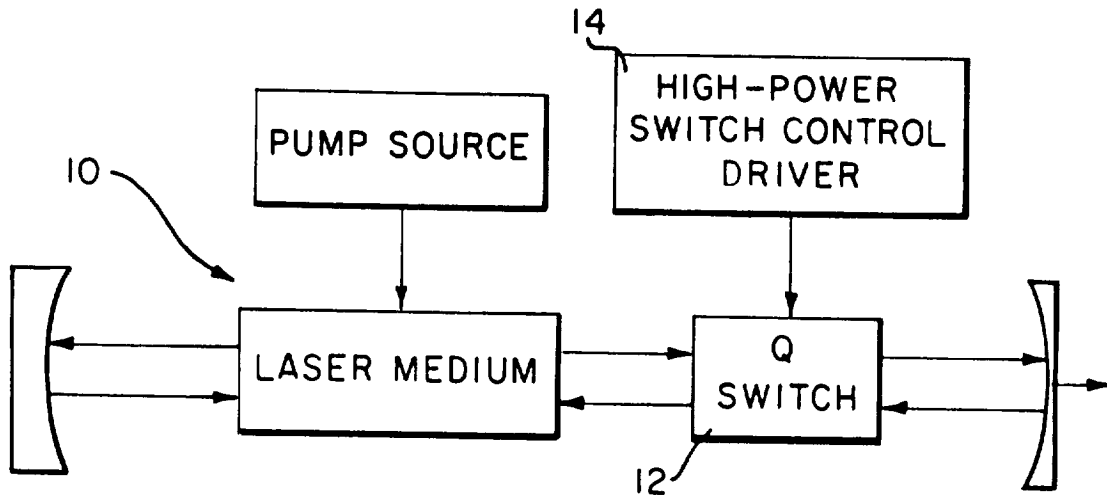 14
HIGH-POWER
SWITCH CONTROL
DRIVER
PUMP SOURCE
10
LASER MEDIUM
Q
SWITCH
12